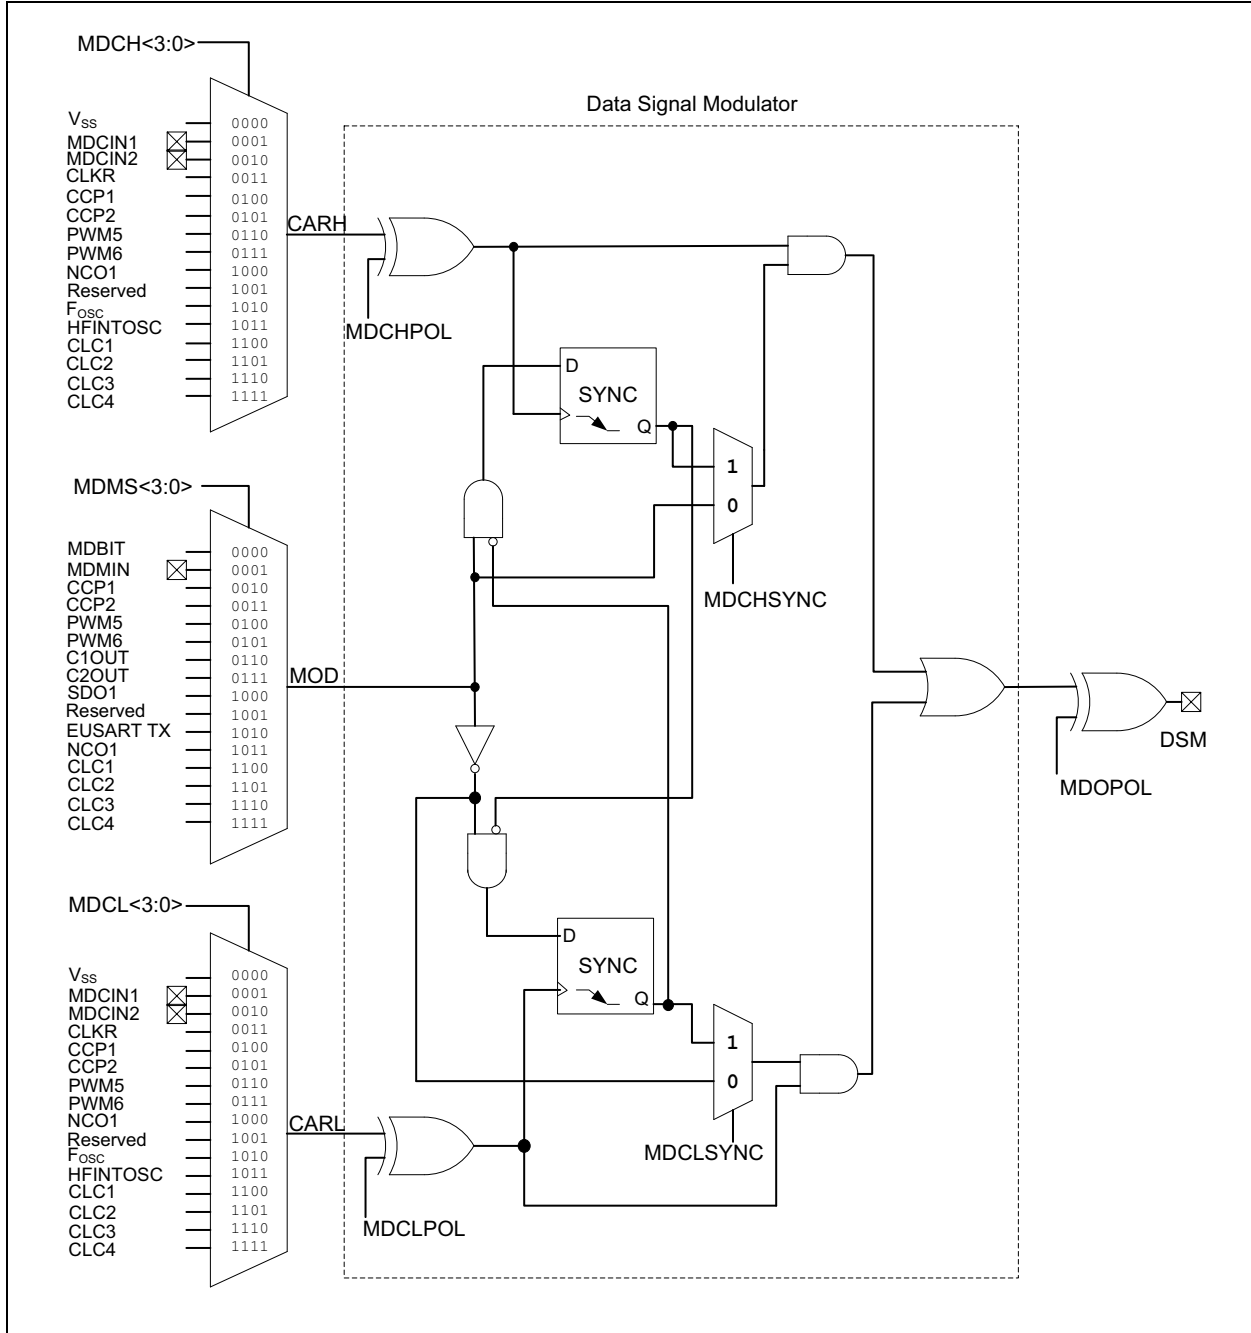 MDCH<3:0>
Data Signal Modulator
VSS 0000
MDCIN1 0001
MDCIN2 0010
CLKR 0011
CCP1 0100
CCP2 0101
PWM5 0110
PWM6 0111
NCO1 1000
Reserved 1001
FOSC 1010
HFINTOSC 1011
CLC1 1100
CLC2 1101
CLC3 1110
CLC4 1111
CARH
MDCHPOL
D
SYNC
Q
1
0
MDCHSYNC
MDMS<3:0>
MDBIT 0000
MDMIN 0001
CCP1 0010
CCP2 0011
PWM5 0100
PWM6 0101
C1OUT 0110
C2OUT 0111
SDO1 1000
Reserved 1001
EUSART TX 1010
NCO1 1011
CLC1 1100
CLC2 1101
CLC3 1110
CLC4 1111
MOD
DSM
MDOPOL
MDCL<3:0>
VSS 0000
MDCIN1 0001
MDCIN2 0010
CLKR 0011
CCP1 0100
CCP2 0101
PWM5 0110
PWM6 0111
NCO1 1000
Reserved 1001
FOSC 1010
HFINTOSC 1011
CLC1 1100
CLC2 1101
CLC3 1110
CLC4 1111
CARL
MDCLPOL
D
SYNC
Q
1
0
MDCLSYNC